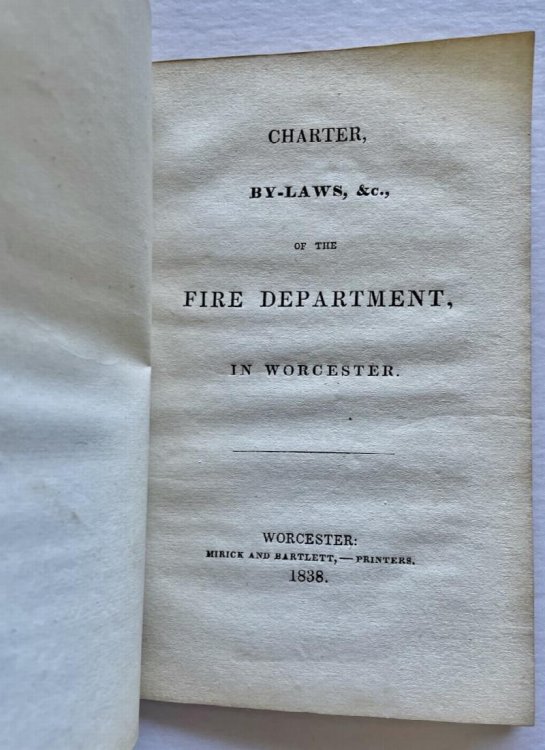 CHARTER,
BY-LAWS, &c.,
OF THE
FIRE DEPARTMENT,
IN WORCESTER.
WORCESTER:
MIRICK AND BARTLETT,—PRINTERS.
1838.